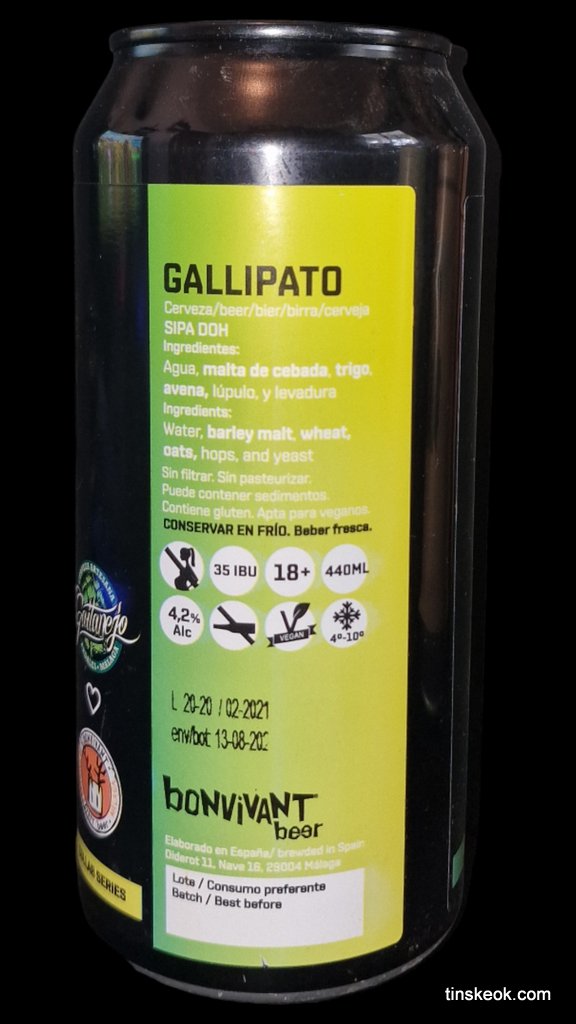 GALLIPATO
Cerveza/beer/bier/birra/cerveja
SIPA DDH
Ingredientes:
Agua, malta de cebada, trigo,
avena, lúpulo, y levadura
Ingredients:
Water, barley malt, wheat,
oats, hops, and yeast
Sin filtrar. Sin pasteurizar.
Puede contener sedimentos.
Contiene gluten. Apta para veganos.
CONSERVAR EN FRÍO. Beber fresca.
35 IBU
18+
440ML
4,2%
Alc
VEGAN
4º-10º
L 20-20 / 02-2021
env/bot 13-08-202
MÁLAGA
SERIES
bonvivant
beer
Elaborado en España/ brewed in Spain
Diderot 11, Nave 16, 29004 Málaga
Lote / Consumo preferente
Batch / Best before
tinskeok.com